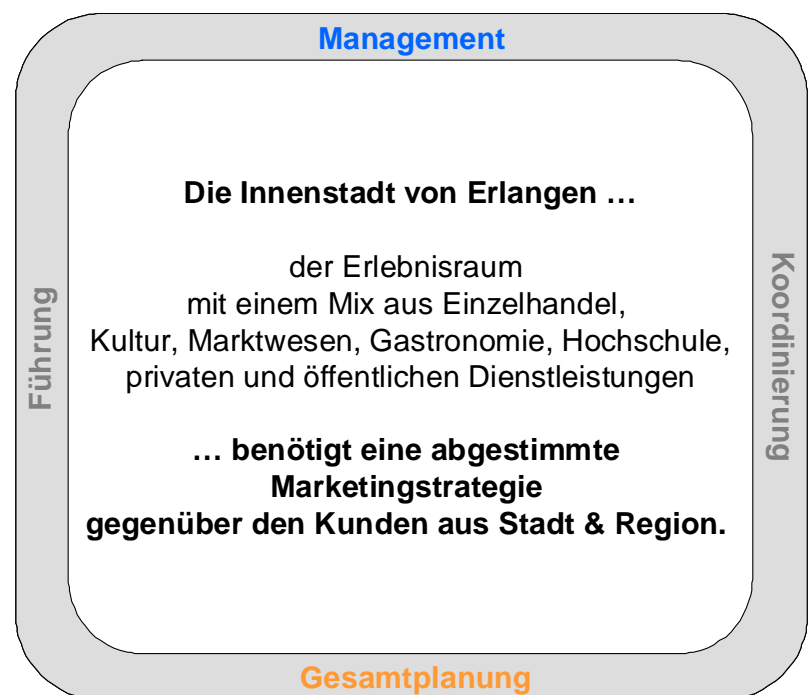 Management
Die Innenstadt von Erlangen …
der Erlebnisraum
mit einem Mix aus Einzelhandel,
Kultur, Marktwesen, Gastronomie, Hochschule,
privaten und öffentlichen Dienstleistungen
… benötigt eine abgestimmte
Marketingstrategie
gegenüber den Kunden aus Stadt & Region.
Führung
Koordinierung
Gesamtplanung